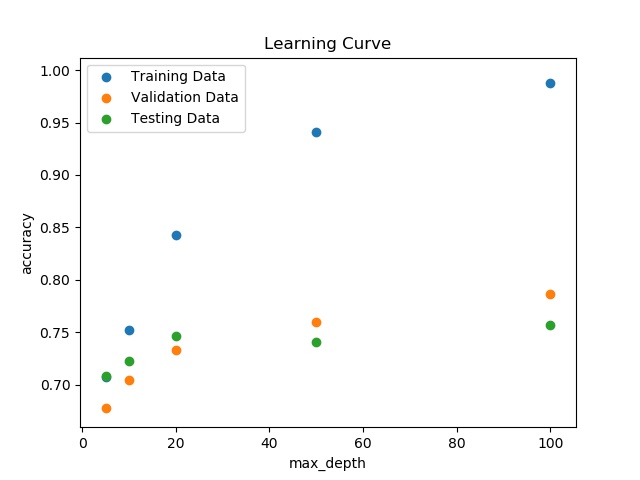 Learning Curve
Training Data
Validation Data
Testing Data
1.00
0.95
0.90
0.85
0.80
0.75
0.70
accuracy
0 20 40 60 80 100
max_depth